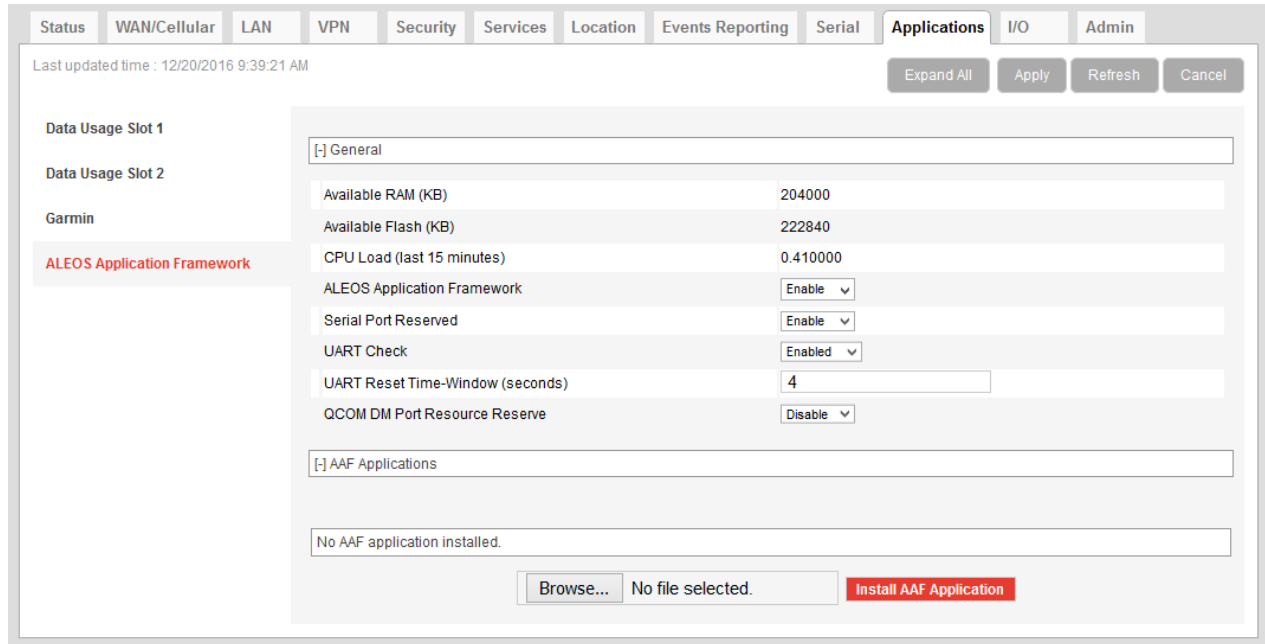 Status WAN/Cellular LAN VPN Security Services Location Events Reporting Serial Applications I/O Admin
Last updated time : 12/20/2016 9:39:21 AM
Expand All Apply Refresh Cancel
Data Usage Slot 1
Data Usage Slot 2
Garmin
ALEOS Application Framework
[-] General
Available RAM (KB) 204000
Available Flash (KB) 222840
CPU Load (last 15 minutes) 0.410000
ALEOS Application Framework Enable
Serial Port Reserved Enable
UART Check Enabled
UART Reset Time-Window (seconds) 4
QCOM DM Port Resource Reserve Disable
[-] AAF Applications
No AAF application installed.
Browse... No file selected. Install AAF Application